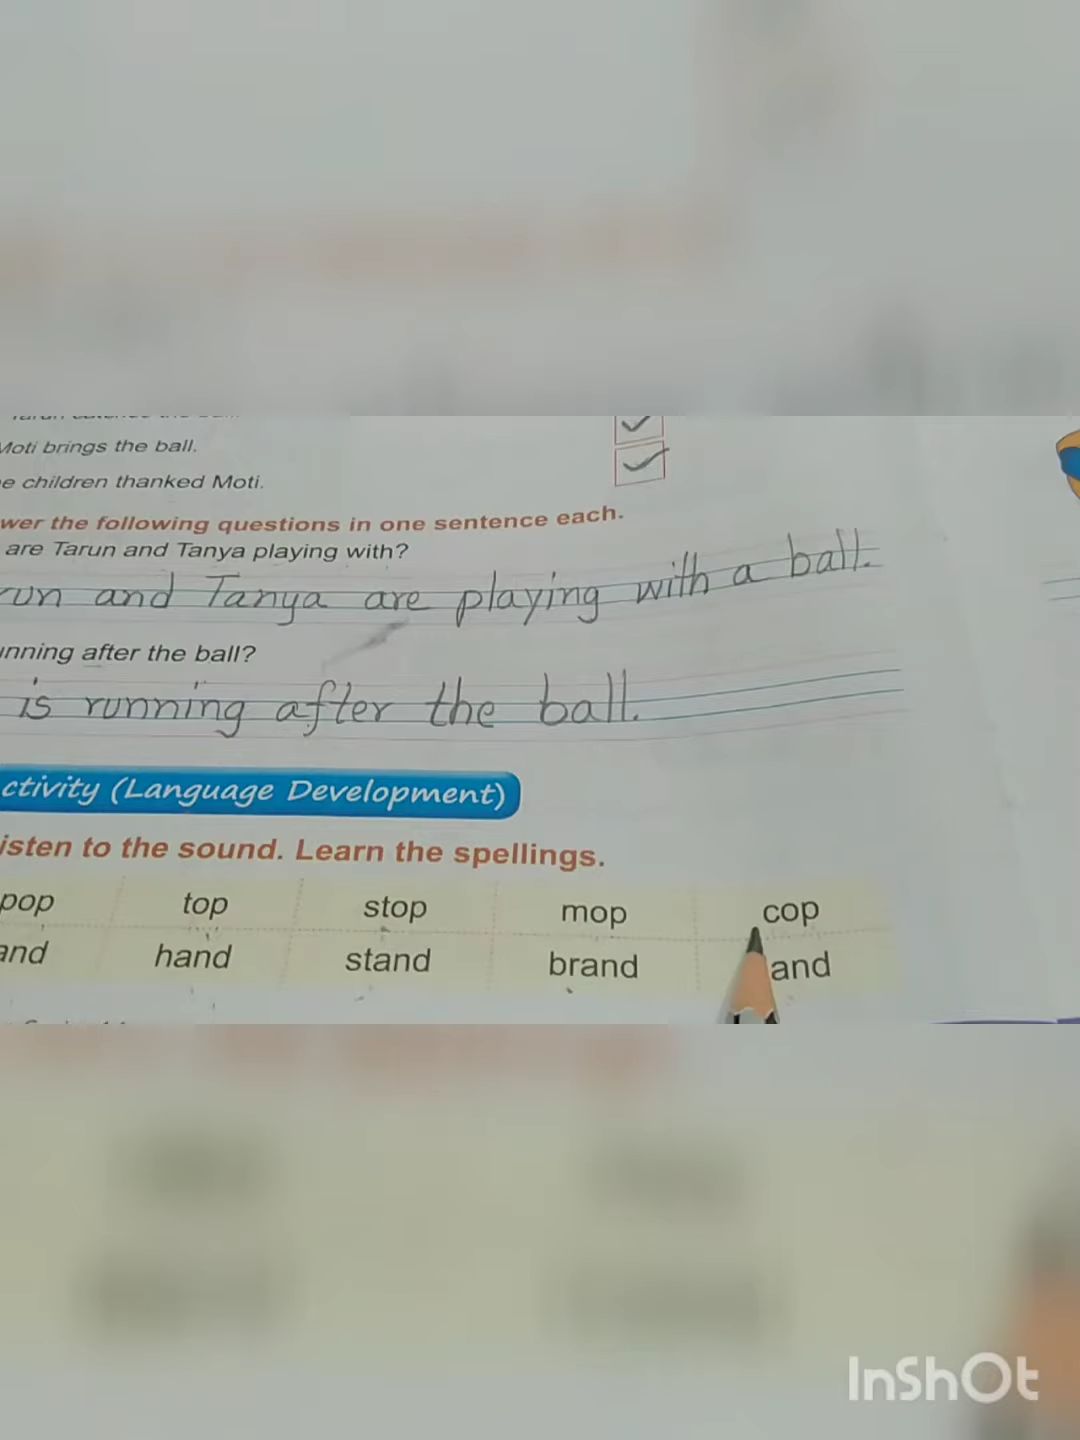 Moti brings the ball.
e children thanked Moti.
wer the following questions in one sentence each.
are Tarun and Tanya playing with?
run and Tanya are playing with a ball.
unning after the ball?
is running after the ball.
ctivity (Language Development)
isten to the sound. Learn the spellings.
pop top stop mop cop
and hand stand brand and
InShOt